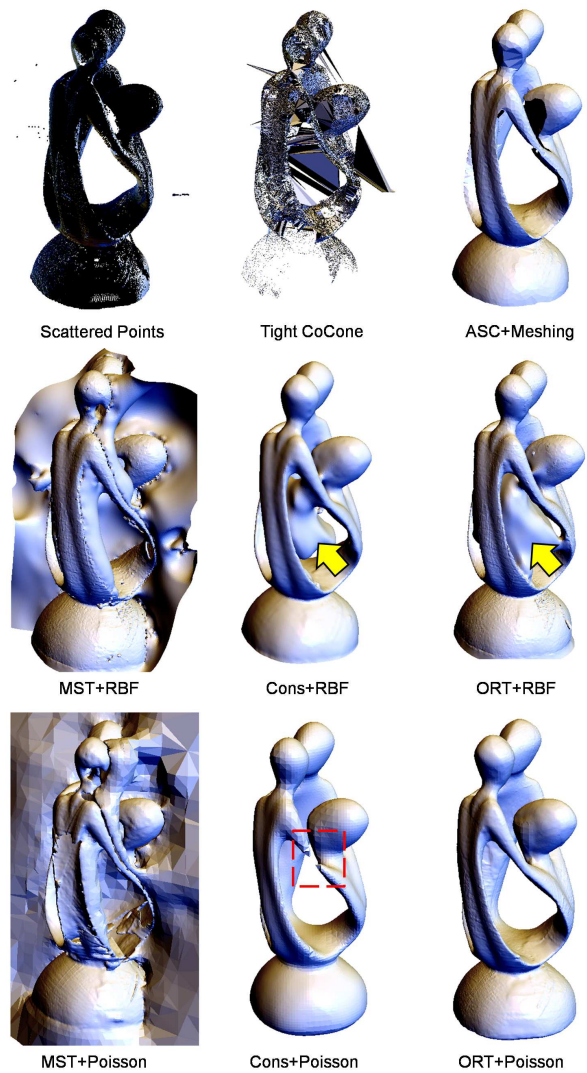 Scattered Points
Tight CoCone
ASC+Meshing
MST+RBF
Cons+RBF
ORT+RBF
MST+Poisson
Cons+Poisson
ORT+Poisson